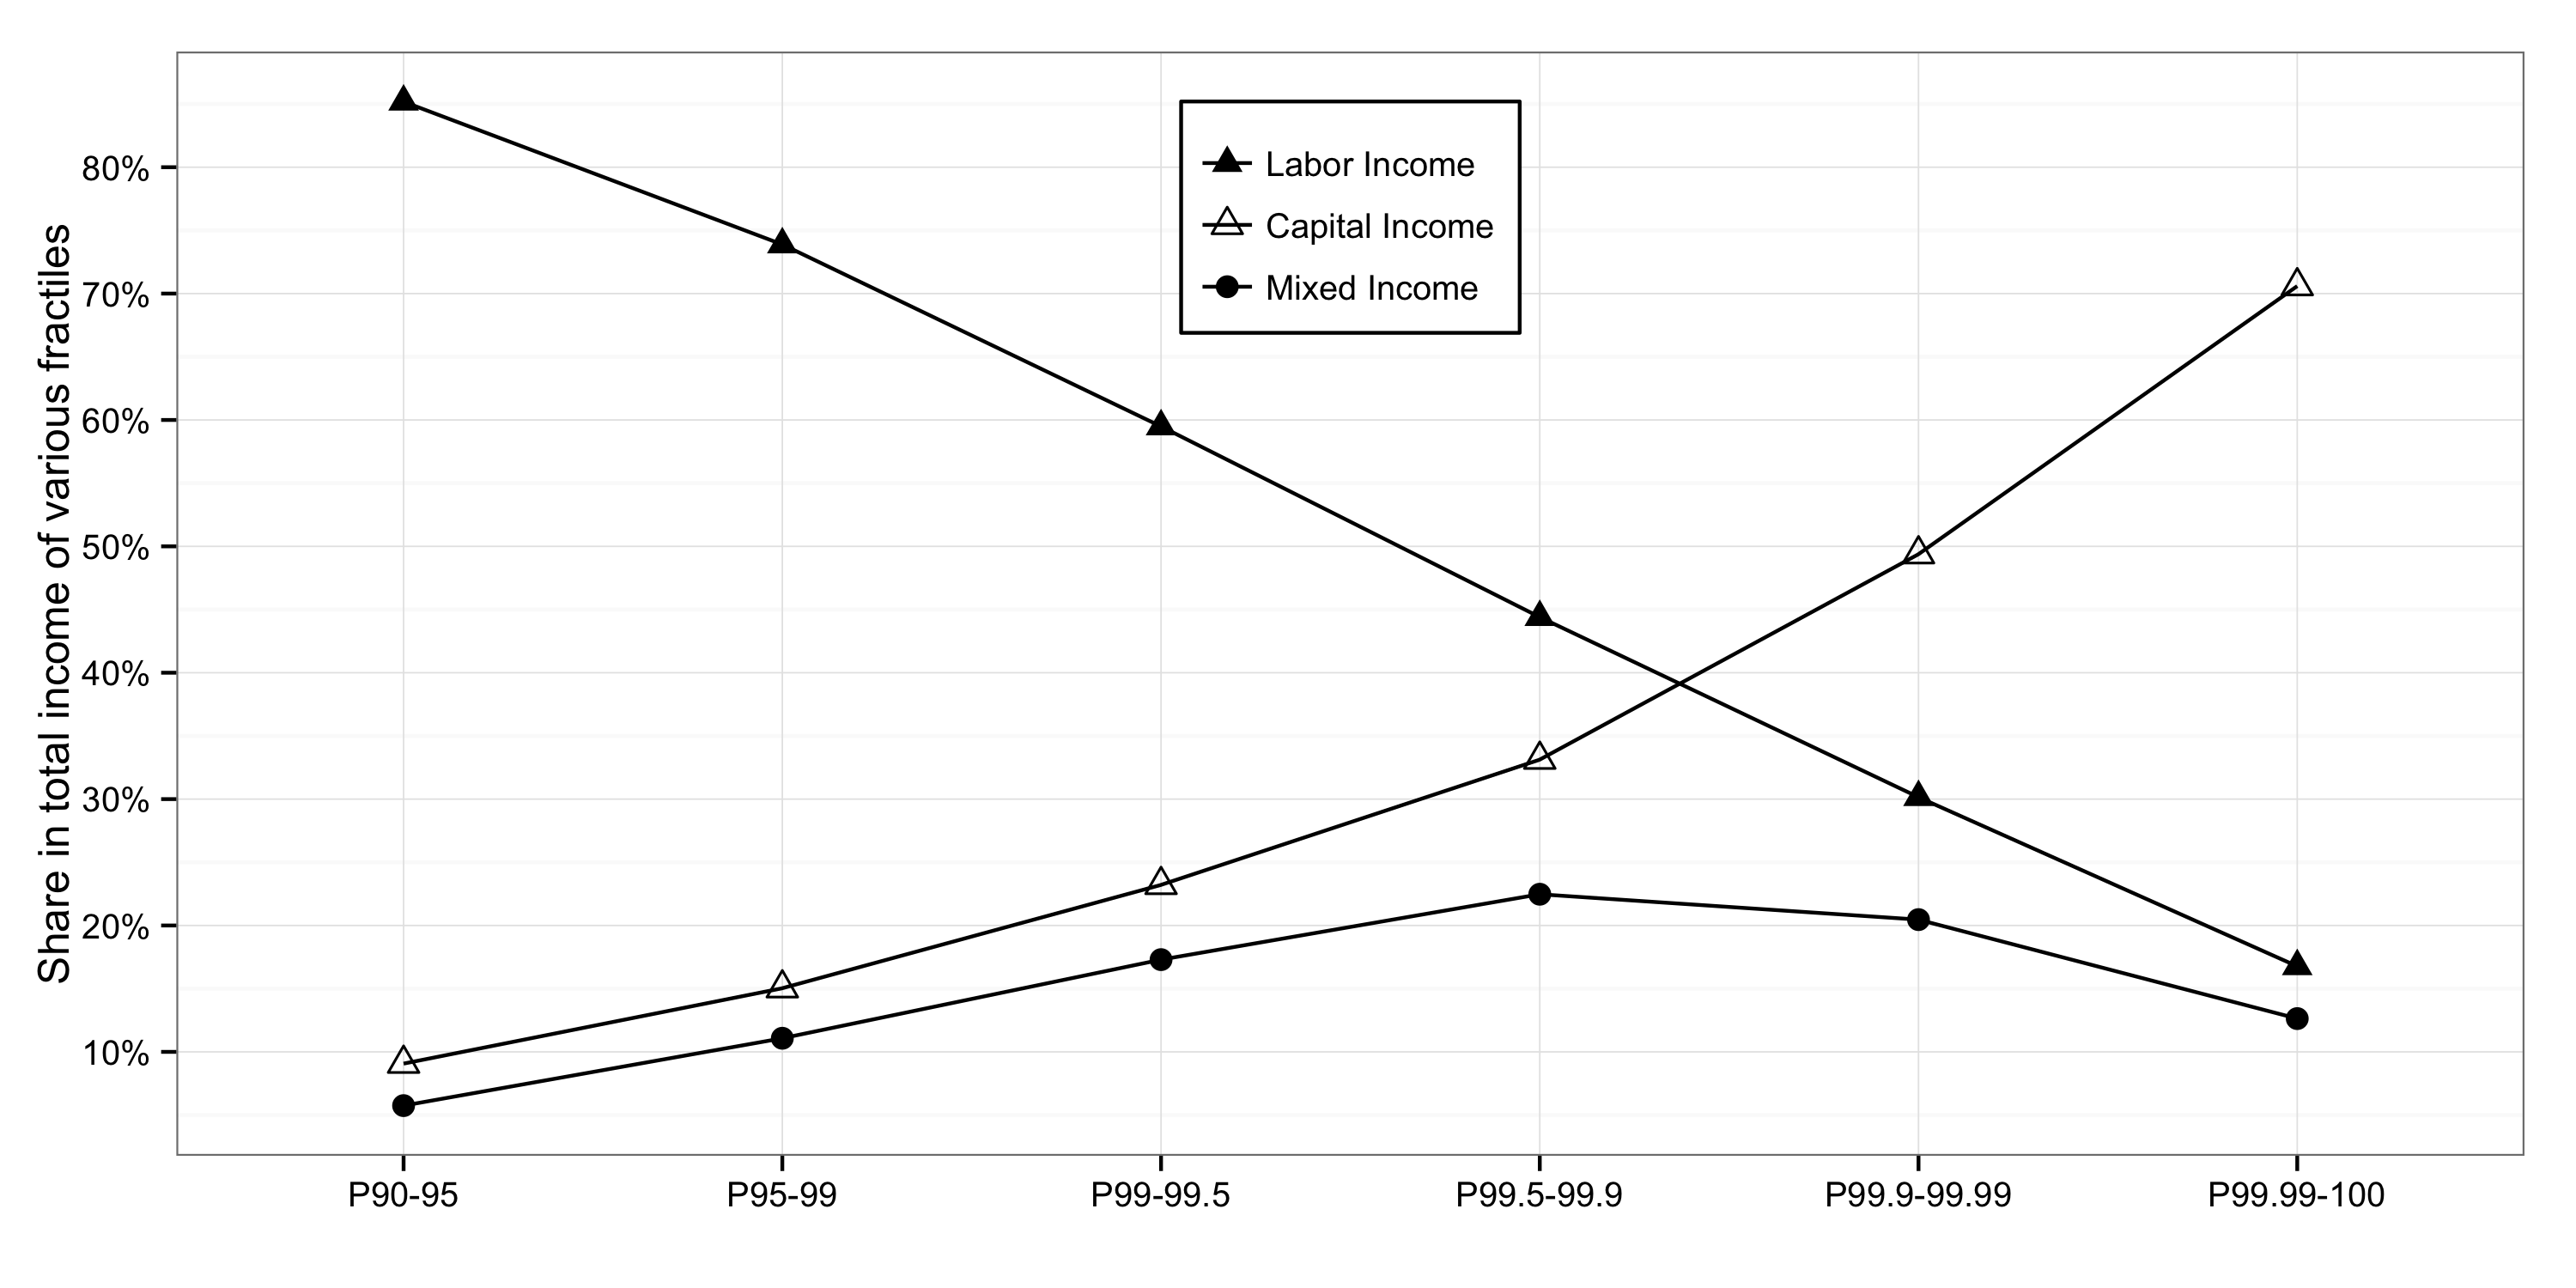 Share in total income of various fractiles
80%
70%
60%
50%
40%
30%
20%
10%
Labor Income
Capital Income
Mixed Income
P90-95
P95-99
P99-99.5
P99.5-99.9
P99.9-99.99
P99.99-100